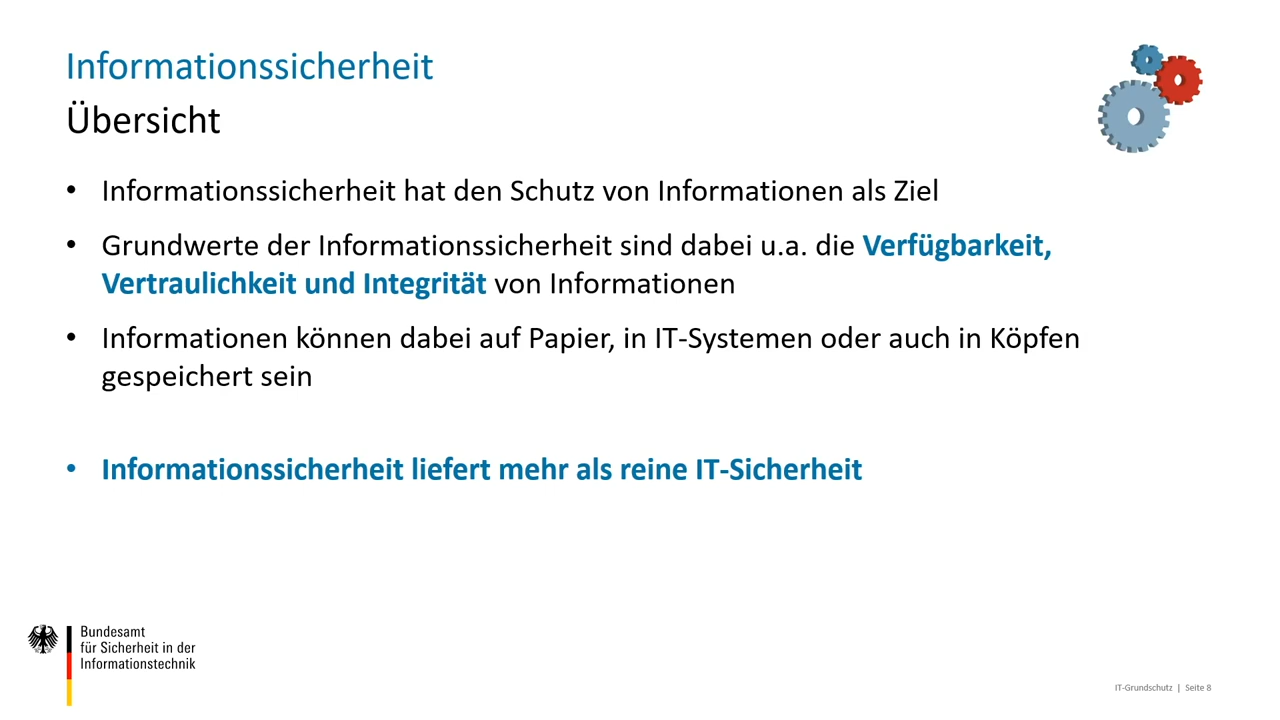 Informationssicherheit
Übersicht
• Informationssicherheit hat den Schutz von Informationen als Ziel
• Grundwerte der Informationssicherheit sind dabei u.a. die Verfügbarkeit,
Vertraulichkeit und Integrität von Informationen
• Informationen können dabei auf Papier, in IT-Systemen oder auch in Köpfen
gespeichert sein
• Informationssicherheit liefert mehr als reine IT-Sicherheit
Bundesamt
für Sicherheit in der
Informationstechnik
IT-Grundschutz | Seite 8